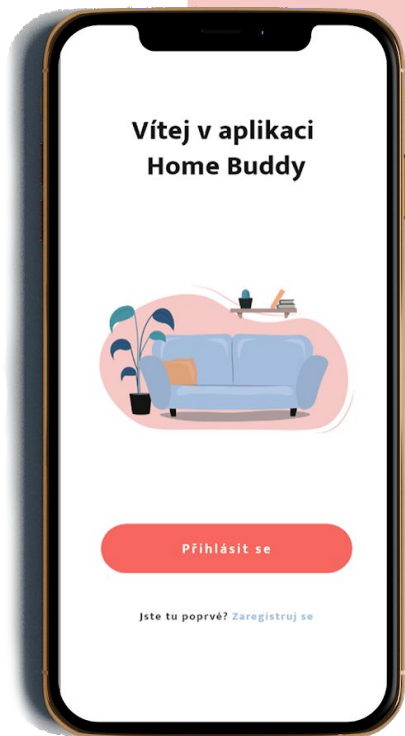 Vítej v aplikaci
Home Buddy
Přihlásit se
Jste tu poprvé? Zaregistruj se